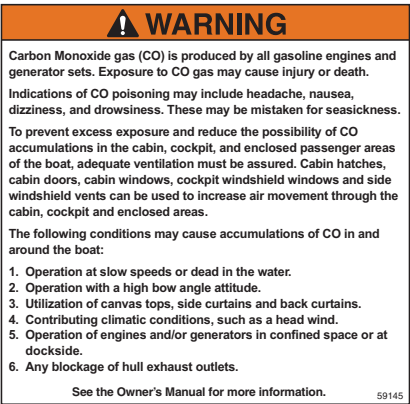 WARNING
Carbon Monoxide gas (CO) is produced by all gasoline engines and
generator sets. Exposure to CO gas may cause injury or death.
Indications of CO poisoning may include headache, nausea,
dizziness, and drowsiness. These may be mistaken for seasickness.
To prevent excess exposure and reduce the possibility of CO
accumulations in the cabin, cockpit, and enclosed passenger areas
of the boat, adequate ventilation must be assured. Cabin hatches,
cabin doors, cabin windows, cockpit windshield windows and side
windshield vents can be used to increase air movement through the
cabin, cockpit and enclosed areas.
The following conditions may cause accumulations of CO in and
around the boat:
1. Operation at slow speeds or dead in the water.
2. Operation with a high bow angle attitude.
3. Utilization of canvas tops, side curtains and back curtains.
4. Contributing climatic conditions, such as a head wind.
5. Operation of engines and/or generators in confined space or at
dockside.
6. Any blockage of hull exhaust outlets.
See the Owner's Manual for more information.
59145